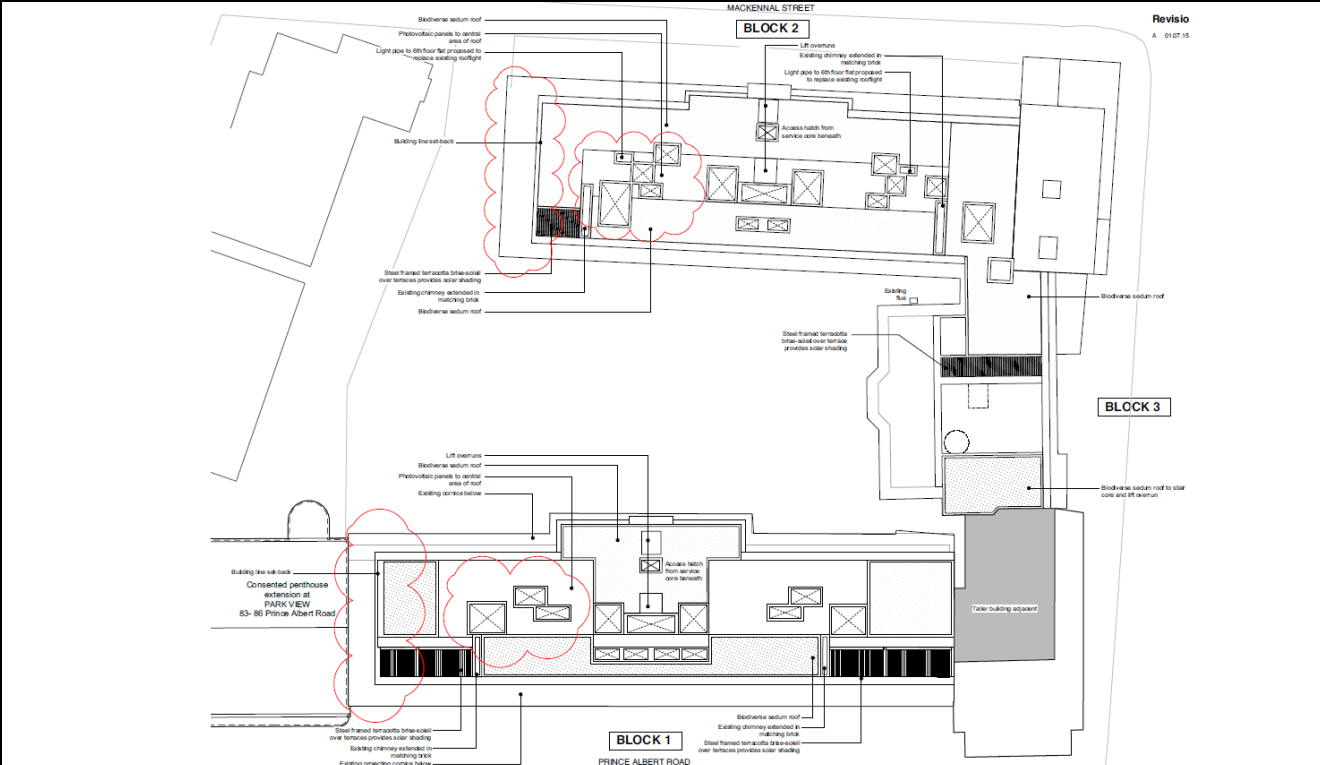 MACKENNAL STREET
BLOCK 2
Revisio
A 01.07.15
Biodiverse sedum roof
Photovoltaic panels to central
area of roof
Light pipe to 6th floor flat proposed to
replace existing rooflight
Lift overruns
Existing chimney extended in
matching brick
Light pipe to 6th floor flat proposed
to replace existing rooflight
Access hatch from
service core beneath
Building line set-back
Steel framed terracotta brise-soleil
over terraces provides solar shading
Existing chimney extended in
matching brick
Biodiverse sedum roof
Existing
flue
Biodiverse sedum roof
Steel framed terracotta
brise-soleil over terrace
provides solar shading
BLOCK 3
Lift overruns
Biodiverse sedum roof
Photovoltaic panels to central
area of roof
Existing cornice below
Biodiverse sedum roof to stair
core and lift overrun
Access hatch
from service
core beneath
Building line set-back
Consented penthouse
extension at
PARK VIEW
83- 86 Prince Albert Road
Taller building adjacent
Steel framed terracotta brise-soleil
over terraces provides solar shading
Existing chimney extended in
matching brick
Existing projecting cornice below
Biodiverse sedum roof
Existing chimney extended in
matching brick
Steel framed terracotta brise-soleil
over terraces provides solar shading
BLOCK 1
PRINCE ALBERT ROAD